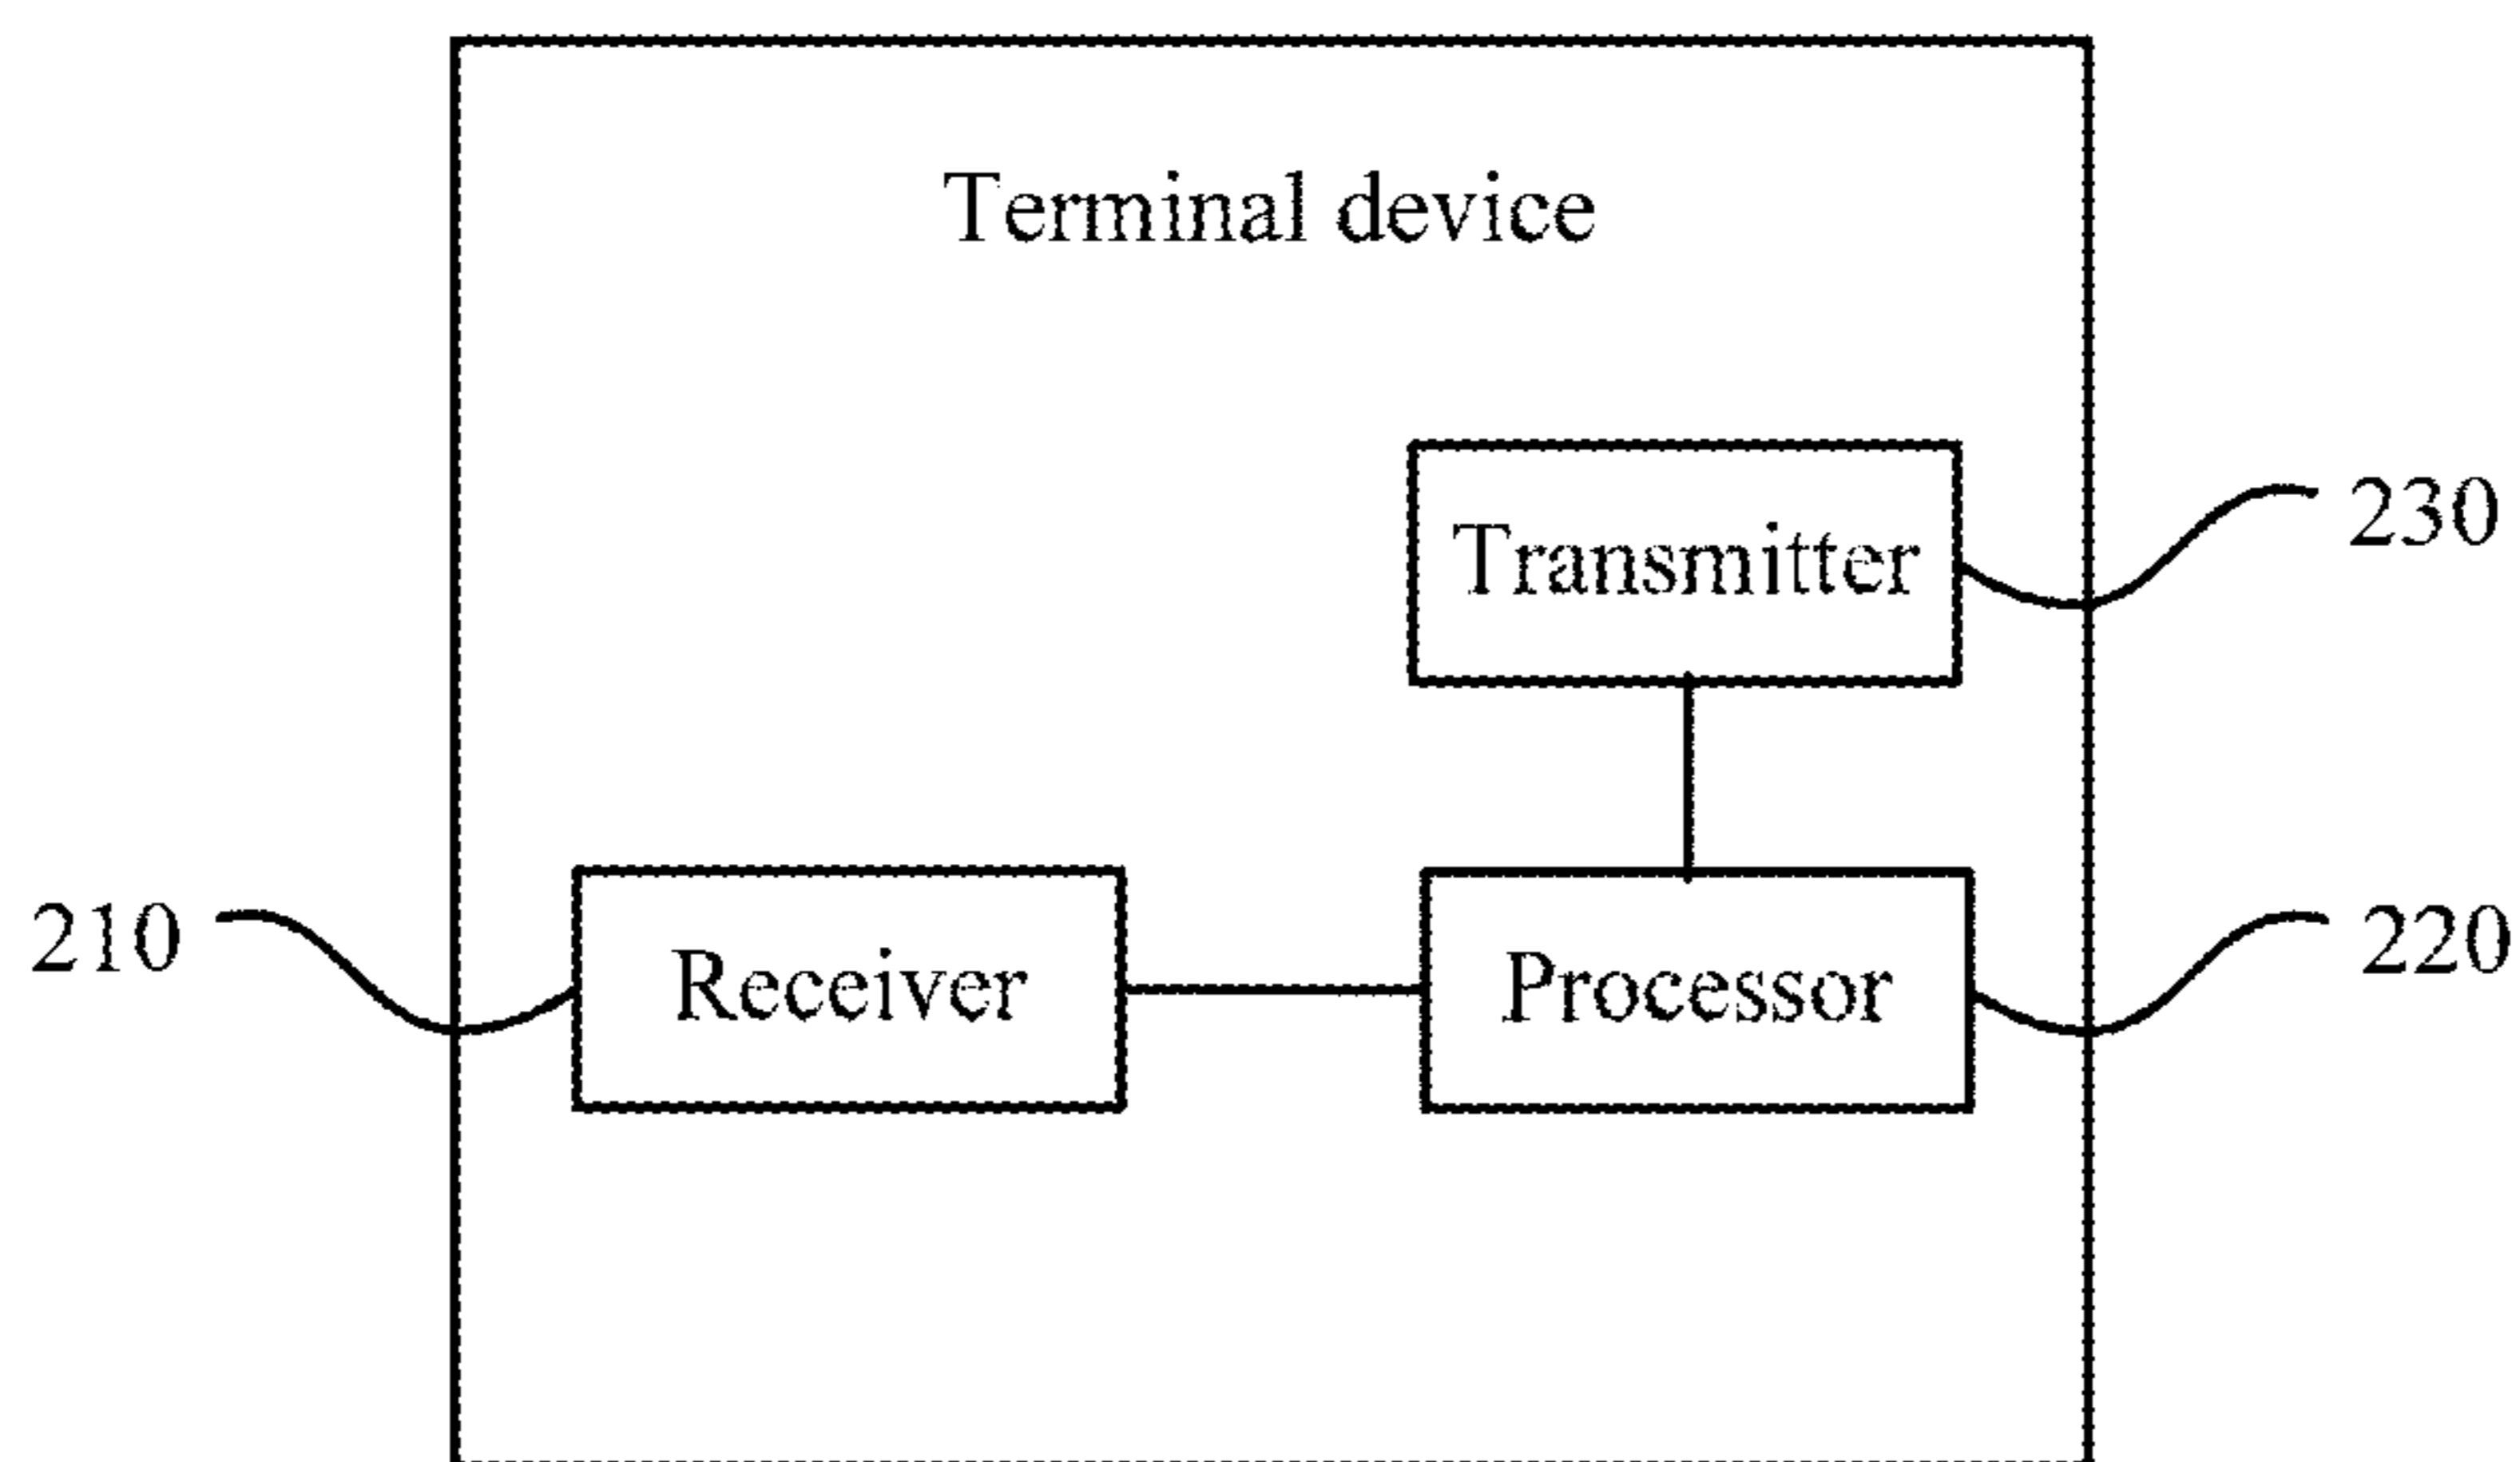 Terminal device
Transmitter
230
210
Receiver
Processor
220